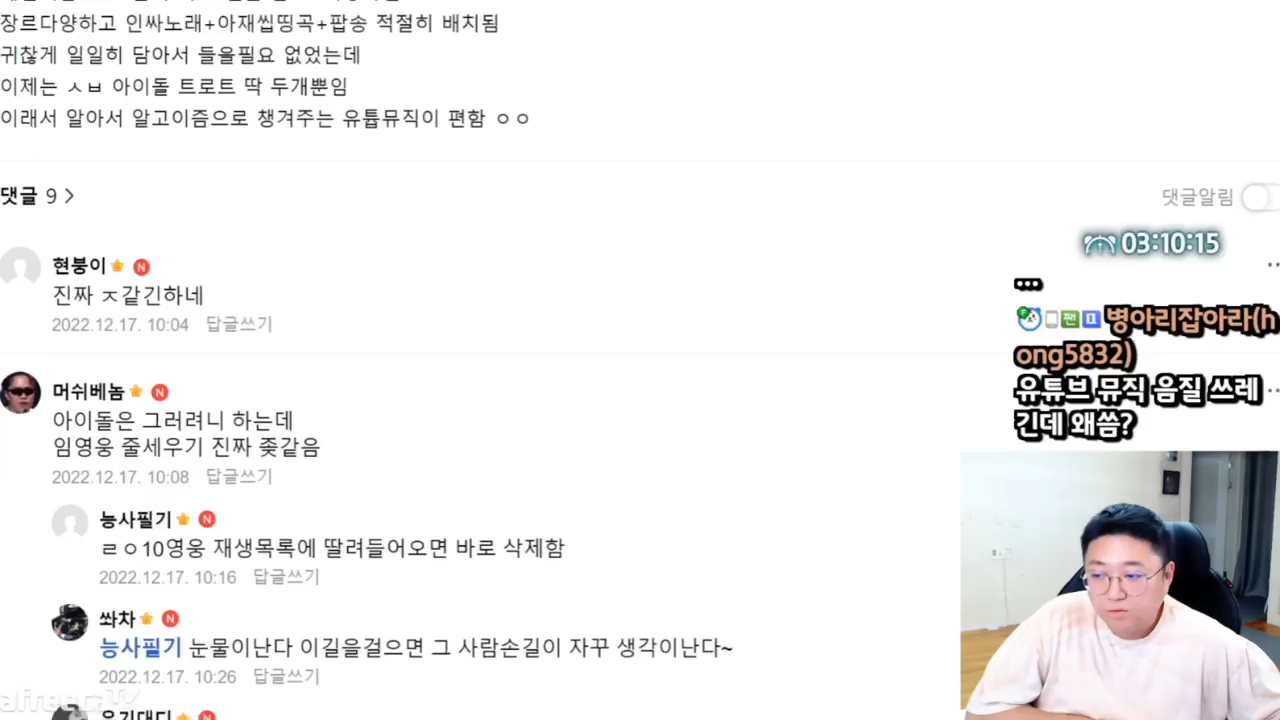 장르다양하고 인싸노래+아재씹띵곡+팝송 적절히 배치됨
귀찮게 일일히 담아서 들을필요 없었는데
이제는 ㅅㅂ 아이돌 트로트 딱 두개뿐임
이래서 알아서 알고이즘으로 챙겨주는 유튭뮤직이 편함 ㅇㅇ
댓글 9 >
댓글알림
03:10:15
현붕이 N
진짜 ㅈ같긴하네
2022.12.17. 10:04 답글쓰기
...
팬
병아리잡아라(h
ong5832)
유튜브 뮤직 음질 쓰레
긴데 왜씀?
머쉬베놈 N
아이돌은 그러려니 하는데
임영웅 줄세우기 진짜 좆같음
2022.12.17. 10:08 답글쓰기
능사필기 N
ㄹㅇ10영웅 재생목록에 딸려들어오면 바로 삭제함
2022.12.17. 10:16 답글쓰기
쏴차 N
능사필기 눈물이난다 이길을걸으면 그 사람손길이 자꾸 생각이난다~
2022.12.17. 10:26 답글쓰기
afreecaTV